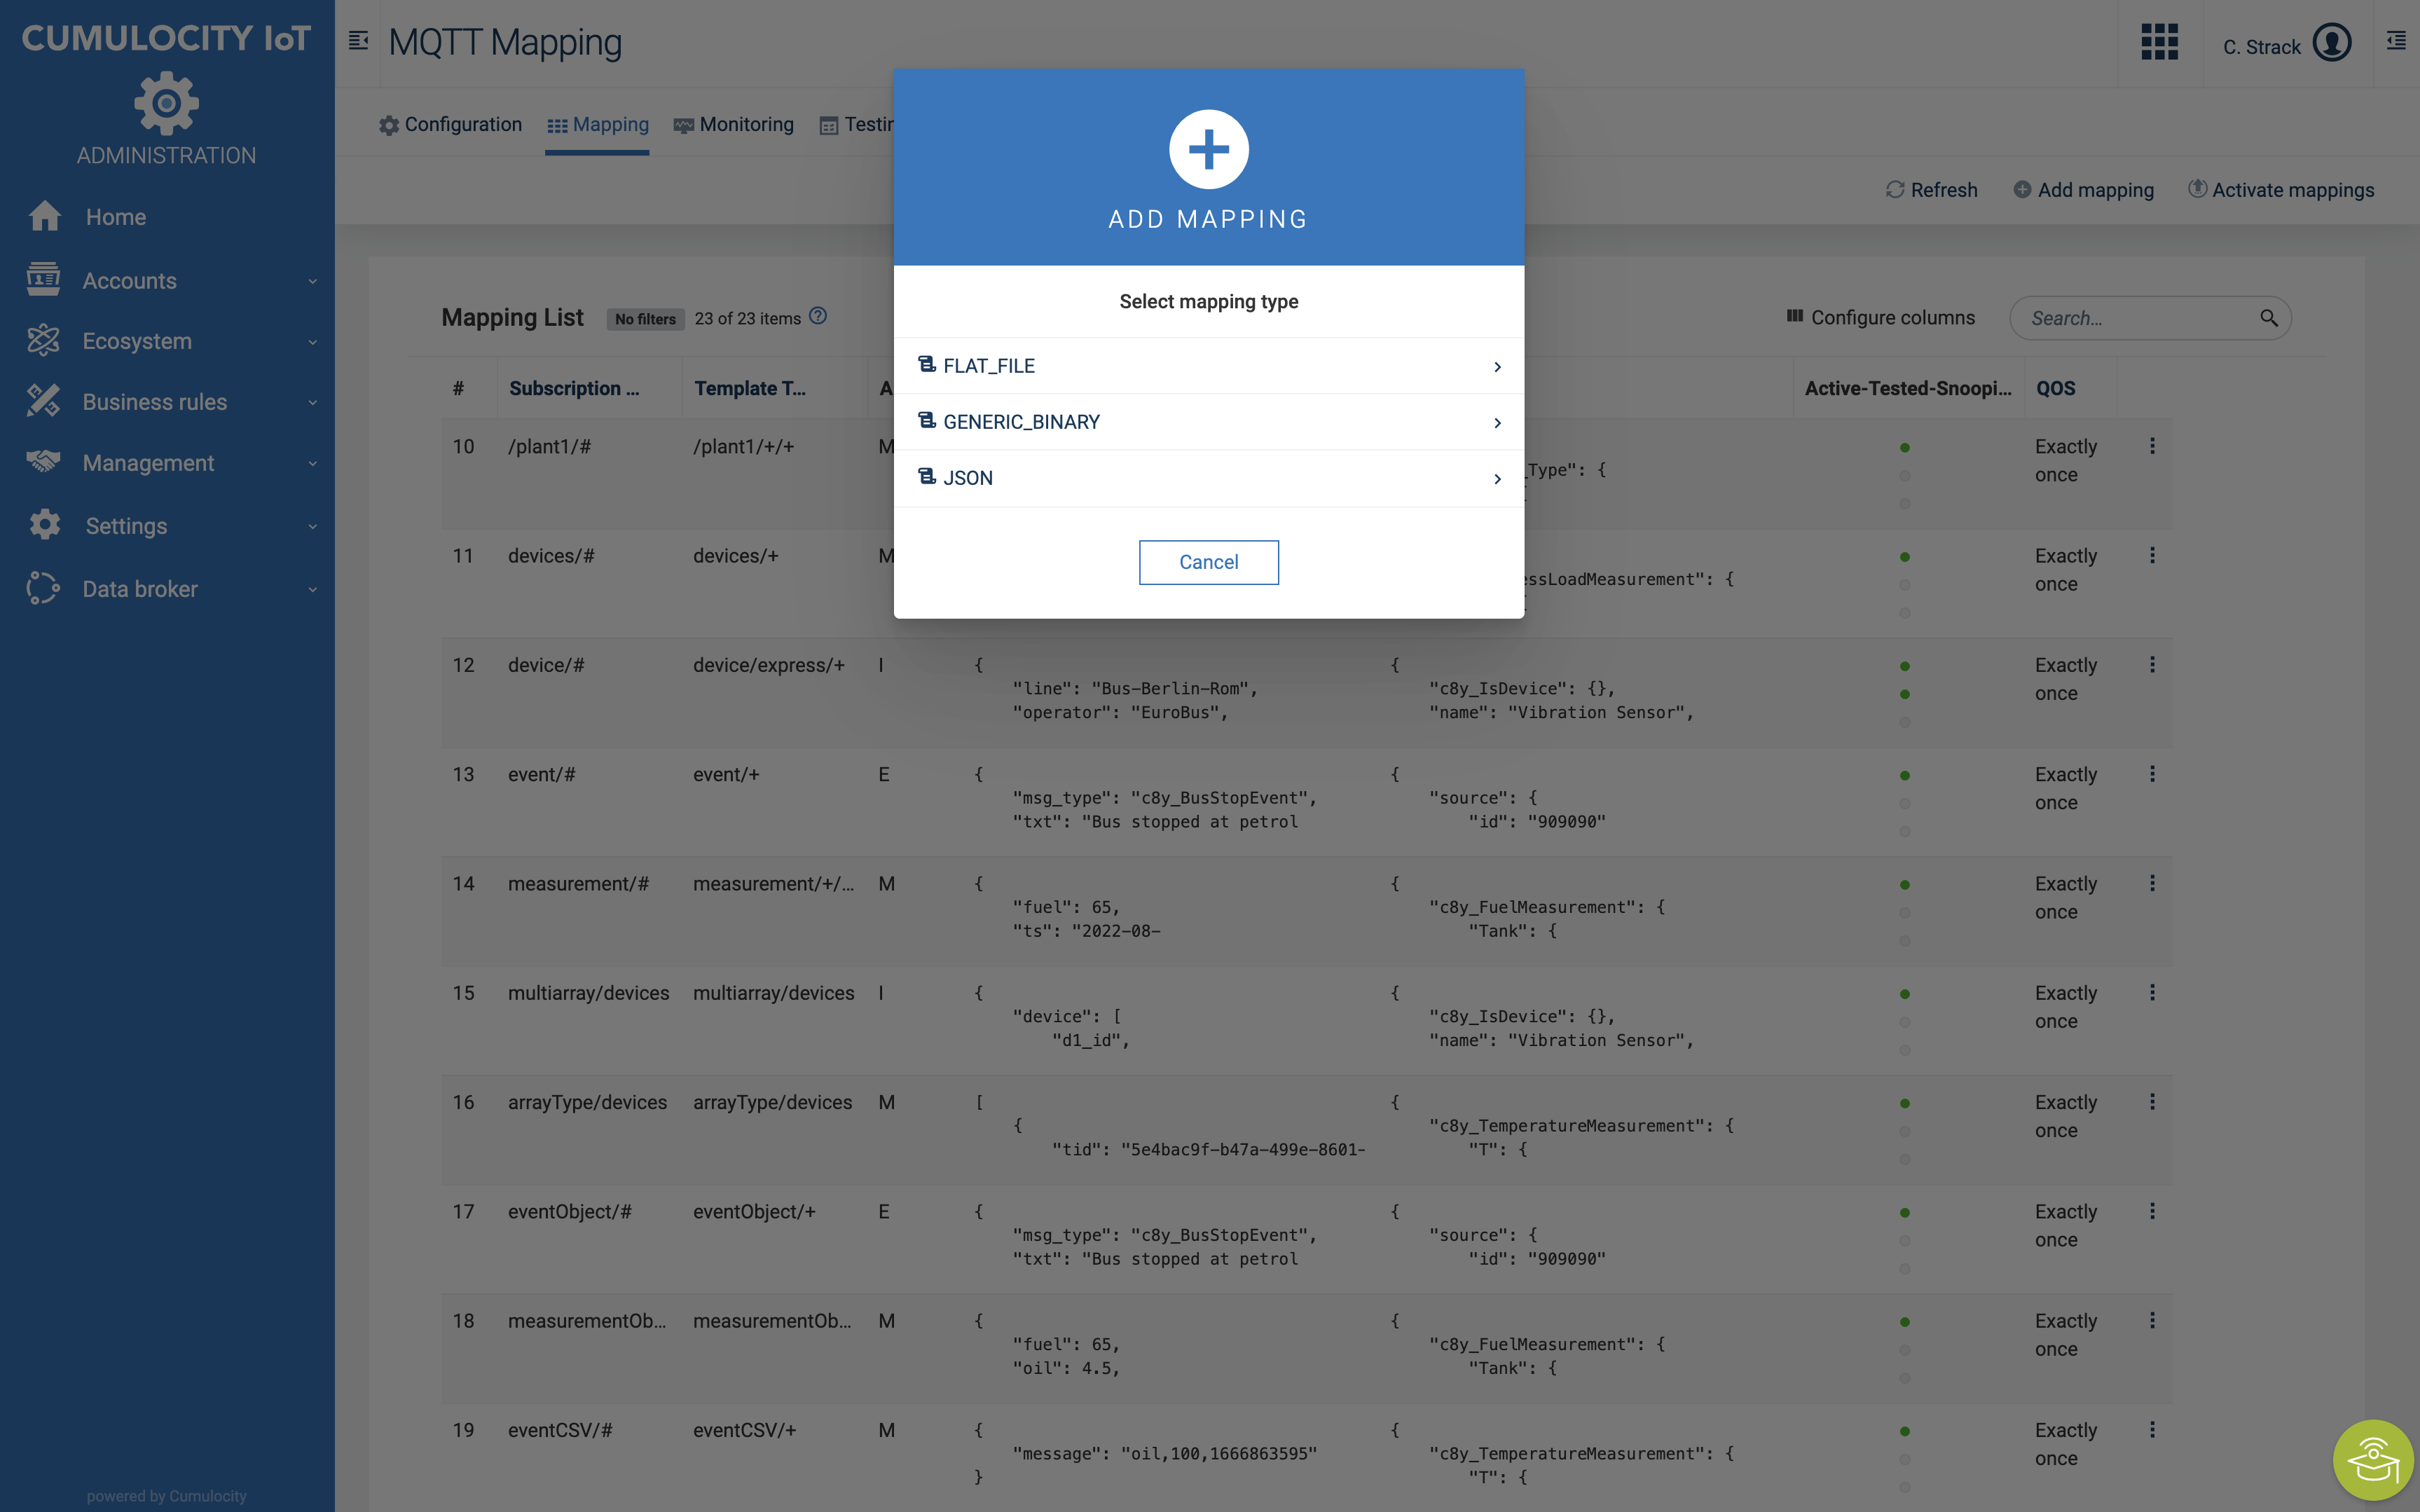 CUMULOCITY IoT
ADMINISTRATION
Home
Accounts
Ecosystem
Business rules
Management
Settings
Data broker
powered by Cumulocity
MQTT Mapping
C. Strack
Configuration Mapping Monitoring Testin
Refresh Add mapping Activate mappings
ADD MAPPING
Select mapping type
FLAT_FILE
GENERIC_BINARY
JSON
Cancel
Mapping List No filters 23 of 23 items ?
Configure columns Search...
# Subscription ... Template T... A Active-Tested-Snoopi... QOS
10 /plant1/# /plant1/+/+ M Exactly once
_Type": {
11 devices/# devices/+ M Exactly once
essLoadMeasurement": {
12 device/# device/express/+ I { { Exactly once
"line": "Bus-Berlin-Rom", "c8y_IsDevice": {},
"operator": "EuroBus", "name": "Vibration Sensor",
13 event/# event/+ E { { Exactly once
"msg_type": "c8y_BusStopEvent", "source": {
"txt": "Bus stopped at petrol "id": "909090"
14 measurement/# measurement/+/... M { { Exactly once
"fuel": 65, "c8y_FuelMeasurement": {
"ts": "2022-08- "Tank": {
15 multiarray/devices multiarray/devices I { { Exactly once
"device": [ "c8y_IsDevice": {},
"d1_id", "name": "Vibration Sensor",
16 arrayType/devices arrayType/devices M [ { Exactly once
{ "c8y_TemperatureMeasurement": {
"tid": "5e4bac9f-b47a-499e-8601- "T": {
17 eventObject/# eventObject/+ E { { Exactly once
"msg_type": "c8y_BusStopEvent", "source": {
"txt": "Bus stopped at petrol "id": "909090"
18 measurementOb... measurementOb... M { { Exactly once
"fuel": 65, "c8y_FuelMeasurement": {
"oil": 4.5, "Tank": {
19 eventCSV/# eventCSV/+ M { { Exactly once
"message": "oil,100,1666863595" "c8y_TemperatureMeasurement": {
} "T": {